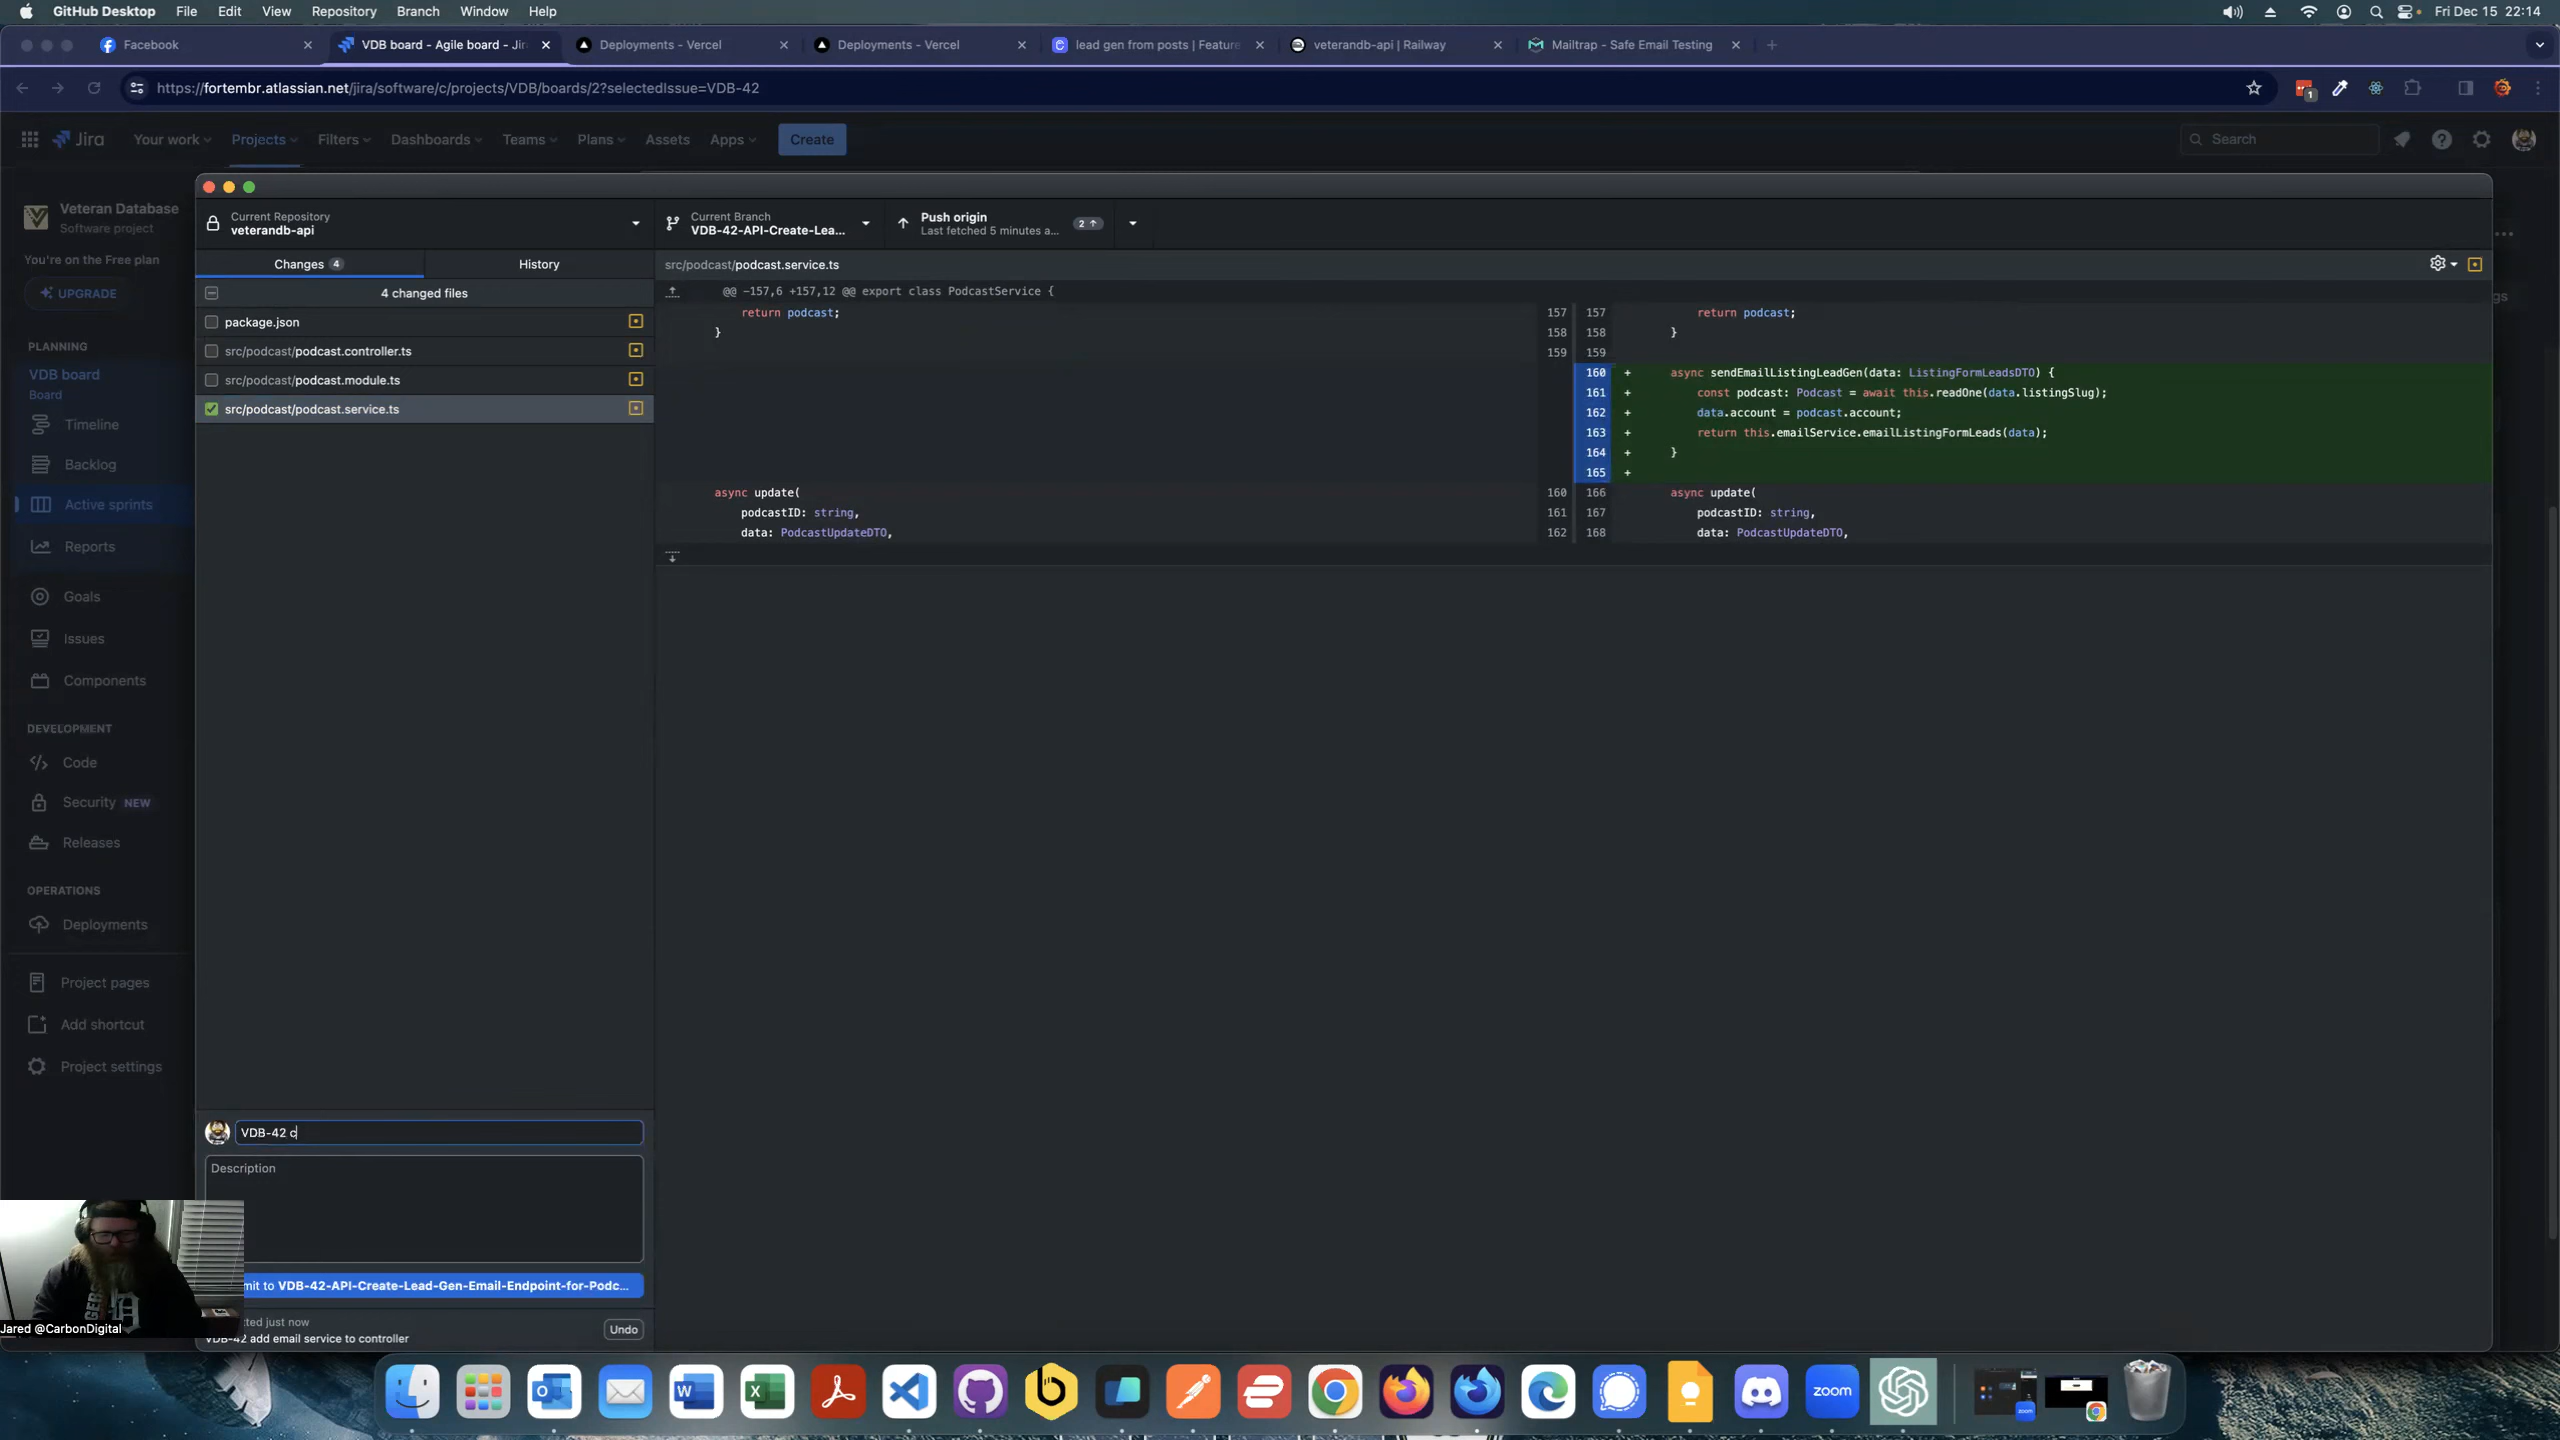 GitHub Desktop File Edit View Repository Branch Window Help
Fri Dec 15 22:14
Facebook
VDB board - Agile board - Jir
Deployments - Vercel
Deployments - Vercel
lead gen from posts | Feature
veterandb-api | Railway
Mailtrap - Safe Email Testing
https://fortembr.atlassian.net/jira/software/c/projects/VDB/boards/2?selectedIssue=VDB-42
1
Jira Your work Projects Filters Dashboards Teams Plans Assets Apps Create
Search
Veteran Database
Software project
You're on the Free plan
UPGRADE
PLANNING
VDB board
Board
Timeline
Backlog
Active sprints
Reports
Goals
Issues
Components
DEVELOPMENT
Code
Security NEW
Releases
OPERATIONS
Deployments
Project pages
Add shortcut
Project settings
Current Repository
veterandb-api
Current Branch
VDB-42-API-Create-Lea...
Push origin
Last fetched 5 minutes a...
2
Changes 4
History
4 changed files
package.json
src/podcast/podcast.controller.ts
src/podcast/podcast.module.ts
src/podcast/podcast.service.ts
src/podcast/podcast.service.ts
@@ -157,6 +157,12 @@ export class PodcastService {
return podcast; 157 157 return podcast;
} 158 158 }
159 159
160 + async sendEmailListingLeadGen(data: ListingFormLeadsDTO) {
161 + const podcast: Podcast = await this.readOne(data.listingSlug);
162 + data.account = podcast.account;
163 + return this.emailService.emailListingFormLeads(data);
164 + }
165 +
async update( 160 166 async update(
podcastID: string, 161 167 podcastID: string,
data: PodcastUpdateDTO, 162 168 data: PodcastUpdateDTO,
VDB-42 c
Description
mit to VDB-42-API-Create-Lead-Gen-Email-Endpoint-for-Podc...
ted just now
VDB-42 add email service to controller
Undo
Jared @CarbonDigital
zoom